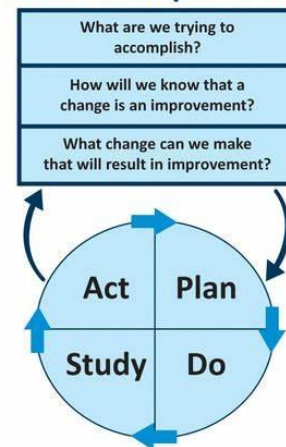 What are we trying to
accomplish?
How will we know that a
change is an improvement?
What change can we make
that will result in improvement?
Act
Plan
Study
Do